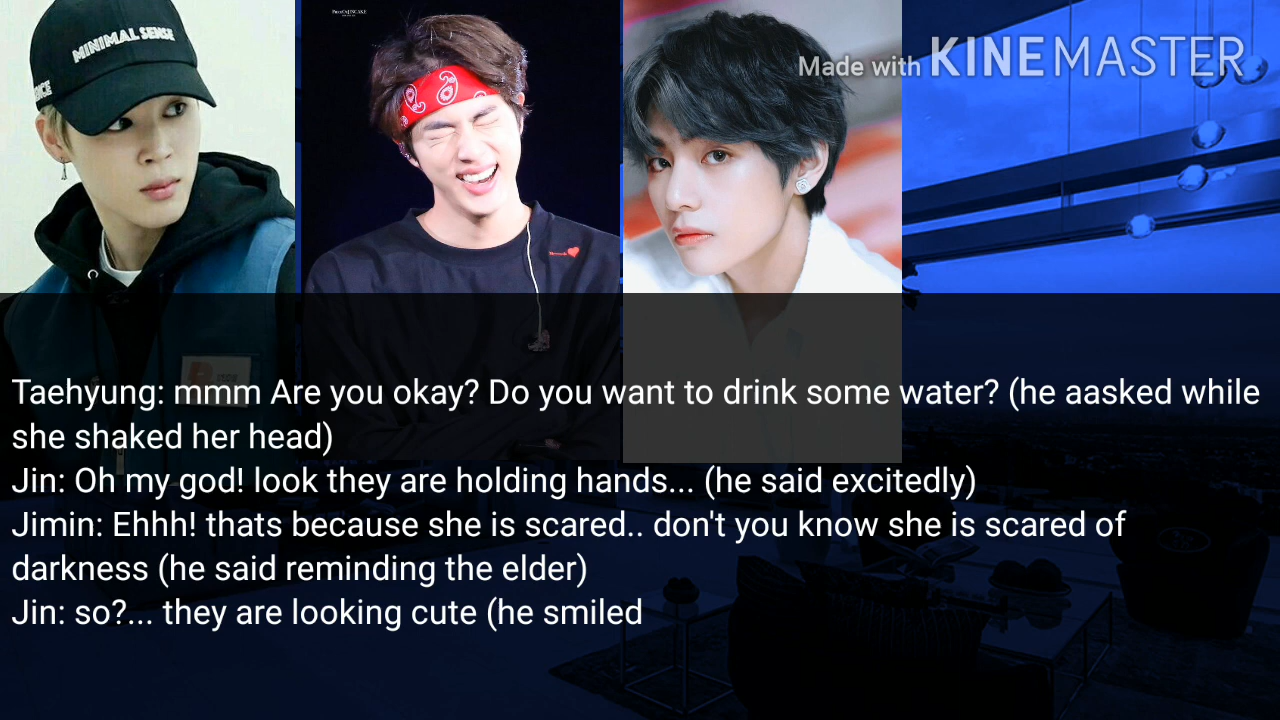 MINIMAL SENSE
Made with KINEMASTER
Taehyung: mmm Are you okay? Do you want to drink some water? (he aasked while
she shaked her head)
Jin: Oh my god! look they are holding hands... (he said excitedly)
Jimin: Ehhh! thats because she is scared.. don't you know she is scared of
darkness (he said reminding the elder)
Jin: so?... they are looking cute (he smiled